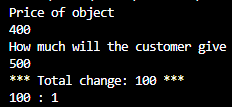 Price of object
400
How much will the customer give
500
*** Total change: 100 ***
100 : 1